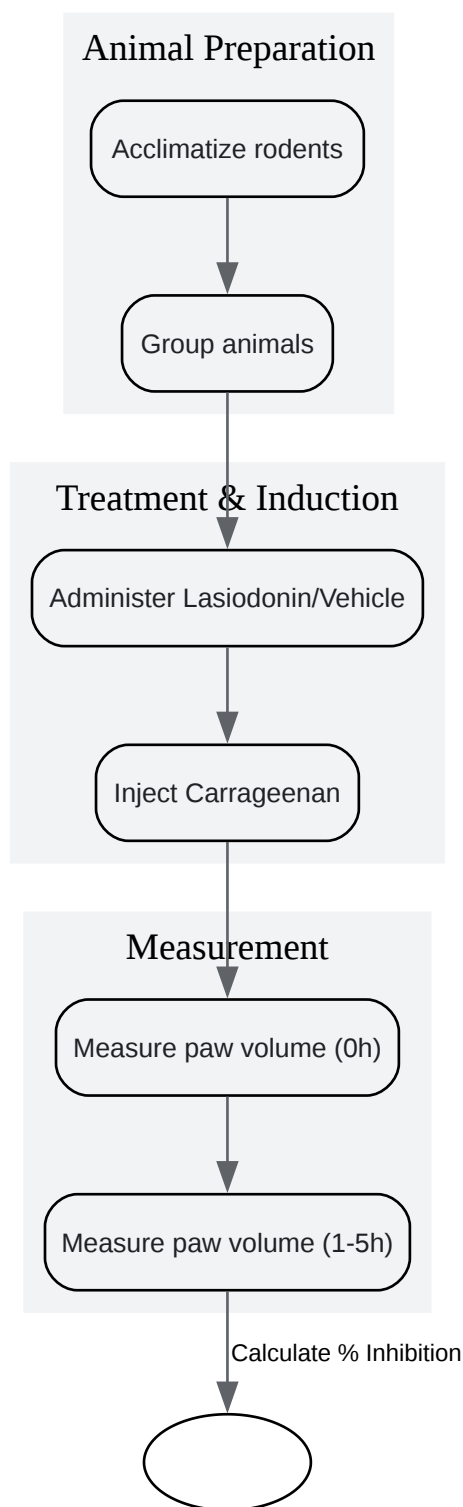 Animal Preparation
Acclimatize rodents
Group animals
Treatment & Induction
Administer Lasiodonin/Vehicle
Inject Carrageenan
Measurement
Measure paw volume (0h)
Measure paw volume (1-5h)
Calculate % Inhibition